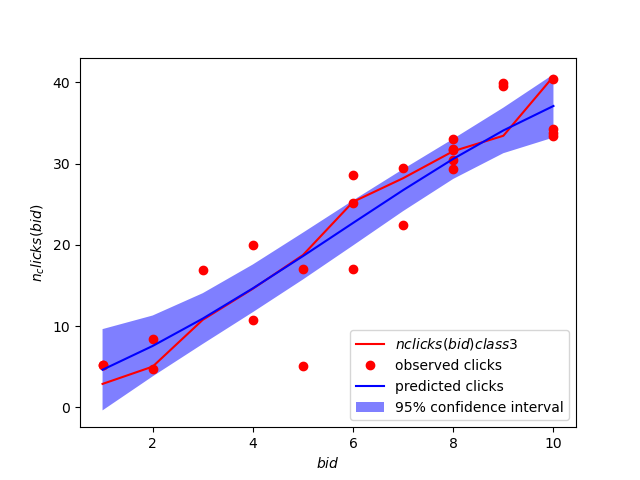 40
30
20
10
0
n_clicks(bid)
2
4
6
8
10
bid
nclicks(bid)class3
observed clicks
predicted clicks
95% confidence interval